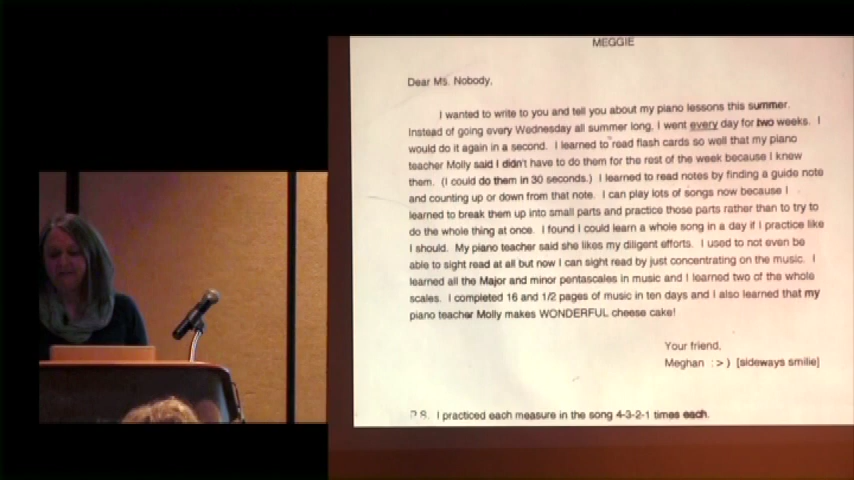 MEGGIE
Dear Ms. Nobody,
I wanted to write to you and tell you about my piano lessons this summer.
Instead of going every Wednesday all summer long, I went every day for two weeks. I
would do it again in a second. I learned to read flash cards so well that my piano
teacher Molly said I didn't have to do them for the rest of the week because I knew
them. (I could do them in 30 seconds.) I learned to read notes by finding a guide note
and counting up or down from that note. I can play lots of songs now because I
learned to break them up into small parts and practice those parts rather than to try to
do the whole thing at once. I found I could learn a whole song in a day if I practice like
I should. My piano teacher said she likes my diligent efforts. I used to not even be
able to sight read at all but now I can sight read by just concentrating on the music. I
learned all the Major and minor pentascales in music and I learned two of the whole
scales. I completed 16 and 1/2 pages of music in ten days and I also learned that my
piano teacher Molly makes WONDERFUL cheese cake!
Your friend,
Meghan :>) [sideways smilie]
P.S. I practiced each measure in the song 4-3-2-1 times each.